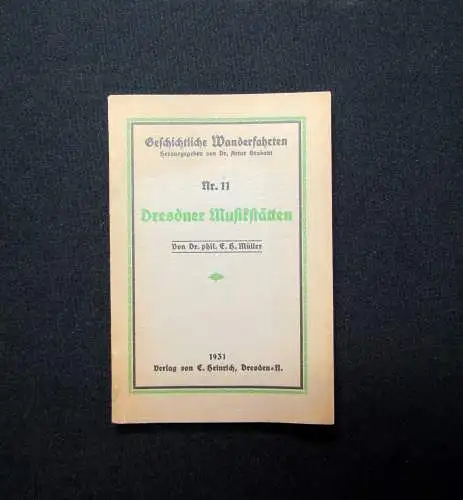 Geschichtliche Wanderfahrten
Herausgegeben von Dr. Artur Brabant
Nr. 11
Dresdner Musikstätten
Von Dr. phil. E. H. Müller
1931
Verlag von C. Heinrich, Dresden-N.